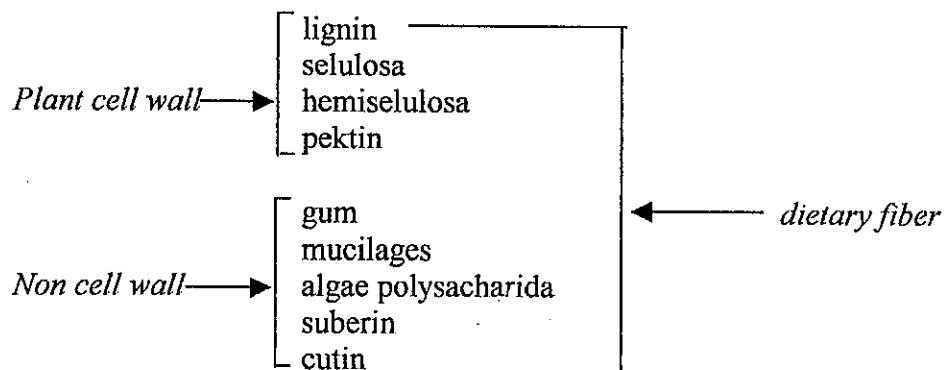 lignin
selulosa
Plant cell wall
hemiselulosa
pektin
gum
dietary fiber
mucilages
Non cell wall
algae polysacharida
suberin
cutin